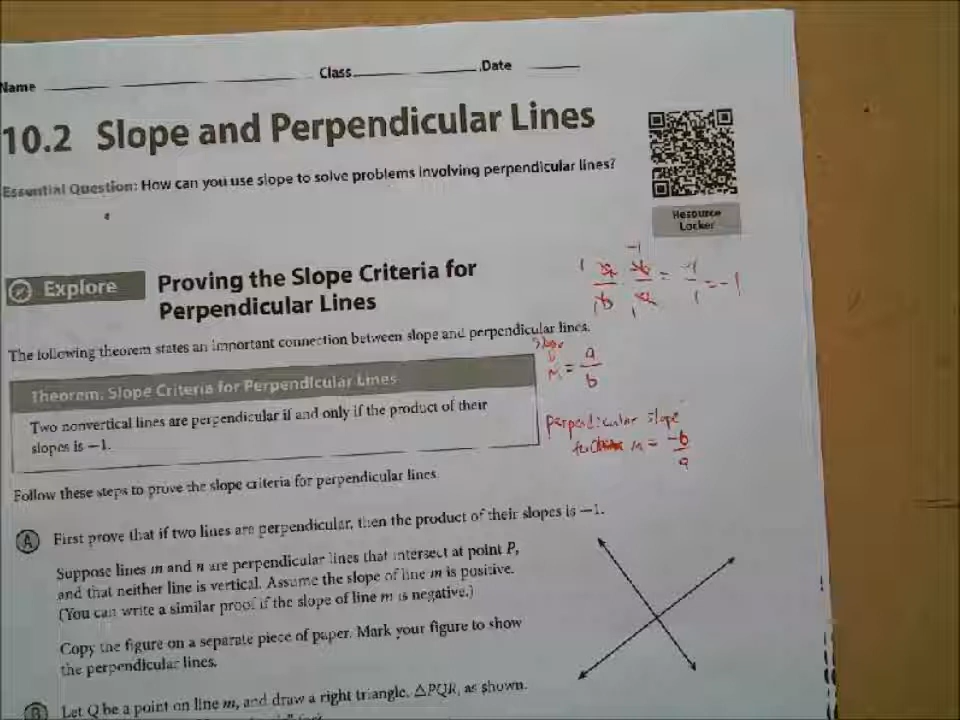 Name Class Date
10.2 Slope and Perpendicular Lines
Essential Question: How can you use slope to solve problems involving perpendicular lines?
Resource
Locker
Explore
Proving the Slope Criteria for
Perpendicular Lines
1 a/b · -1 -b/a 1 = -1/1 = -1
The following theorem states an important connection between slope and perpendicular lines.
slope
m = a/b
Theorem: Slope Criteria for Perpendicular Lines
Two nonvertical lines are perpendicular if and only if the product of their
slopes is −1.
perpendicular slope
m = -b/a
Follow these steps to prove the slope criteria for perpendicular lines.
A First prove that if two lines are perpendicular, then the product of their slopes is −1.
Suppose lines m and n are perpendicular lines that intersect at point P,
and that neither line is vertical. Assume the slope of line m is positive.
(You can write a similar proof if the slope of line m is negative.)
Copy the figure on a separate piece of paper. Mark your figure to show
the perpendicular lines.
B Let Q be a point on line m, and draw a right triangle, △PQR, as shown.